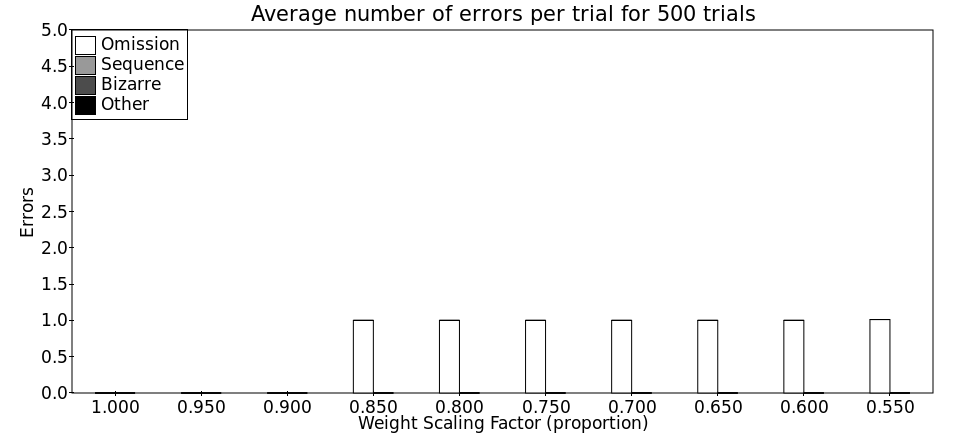 Average number of errors per trial for 500 trials
5.0
4.5
4.0
3.5
3.0
2.5
2.0
1.5
1.0
0.5
0.0
Errors
Omission
Sequence
Bizarre
Other
1.000 0.950 0.900 0.850 0.800 0.750 0.700 0.650 0.600 0.550
Weight Scaling Factor (proportion)